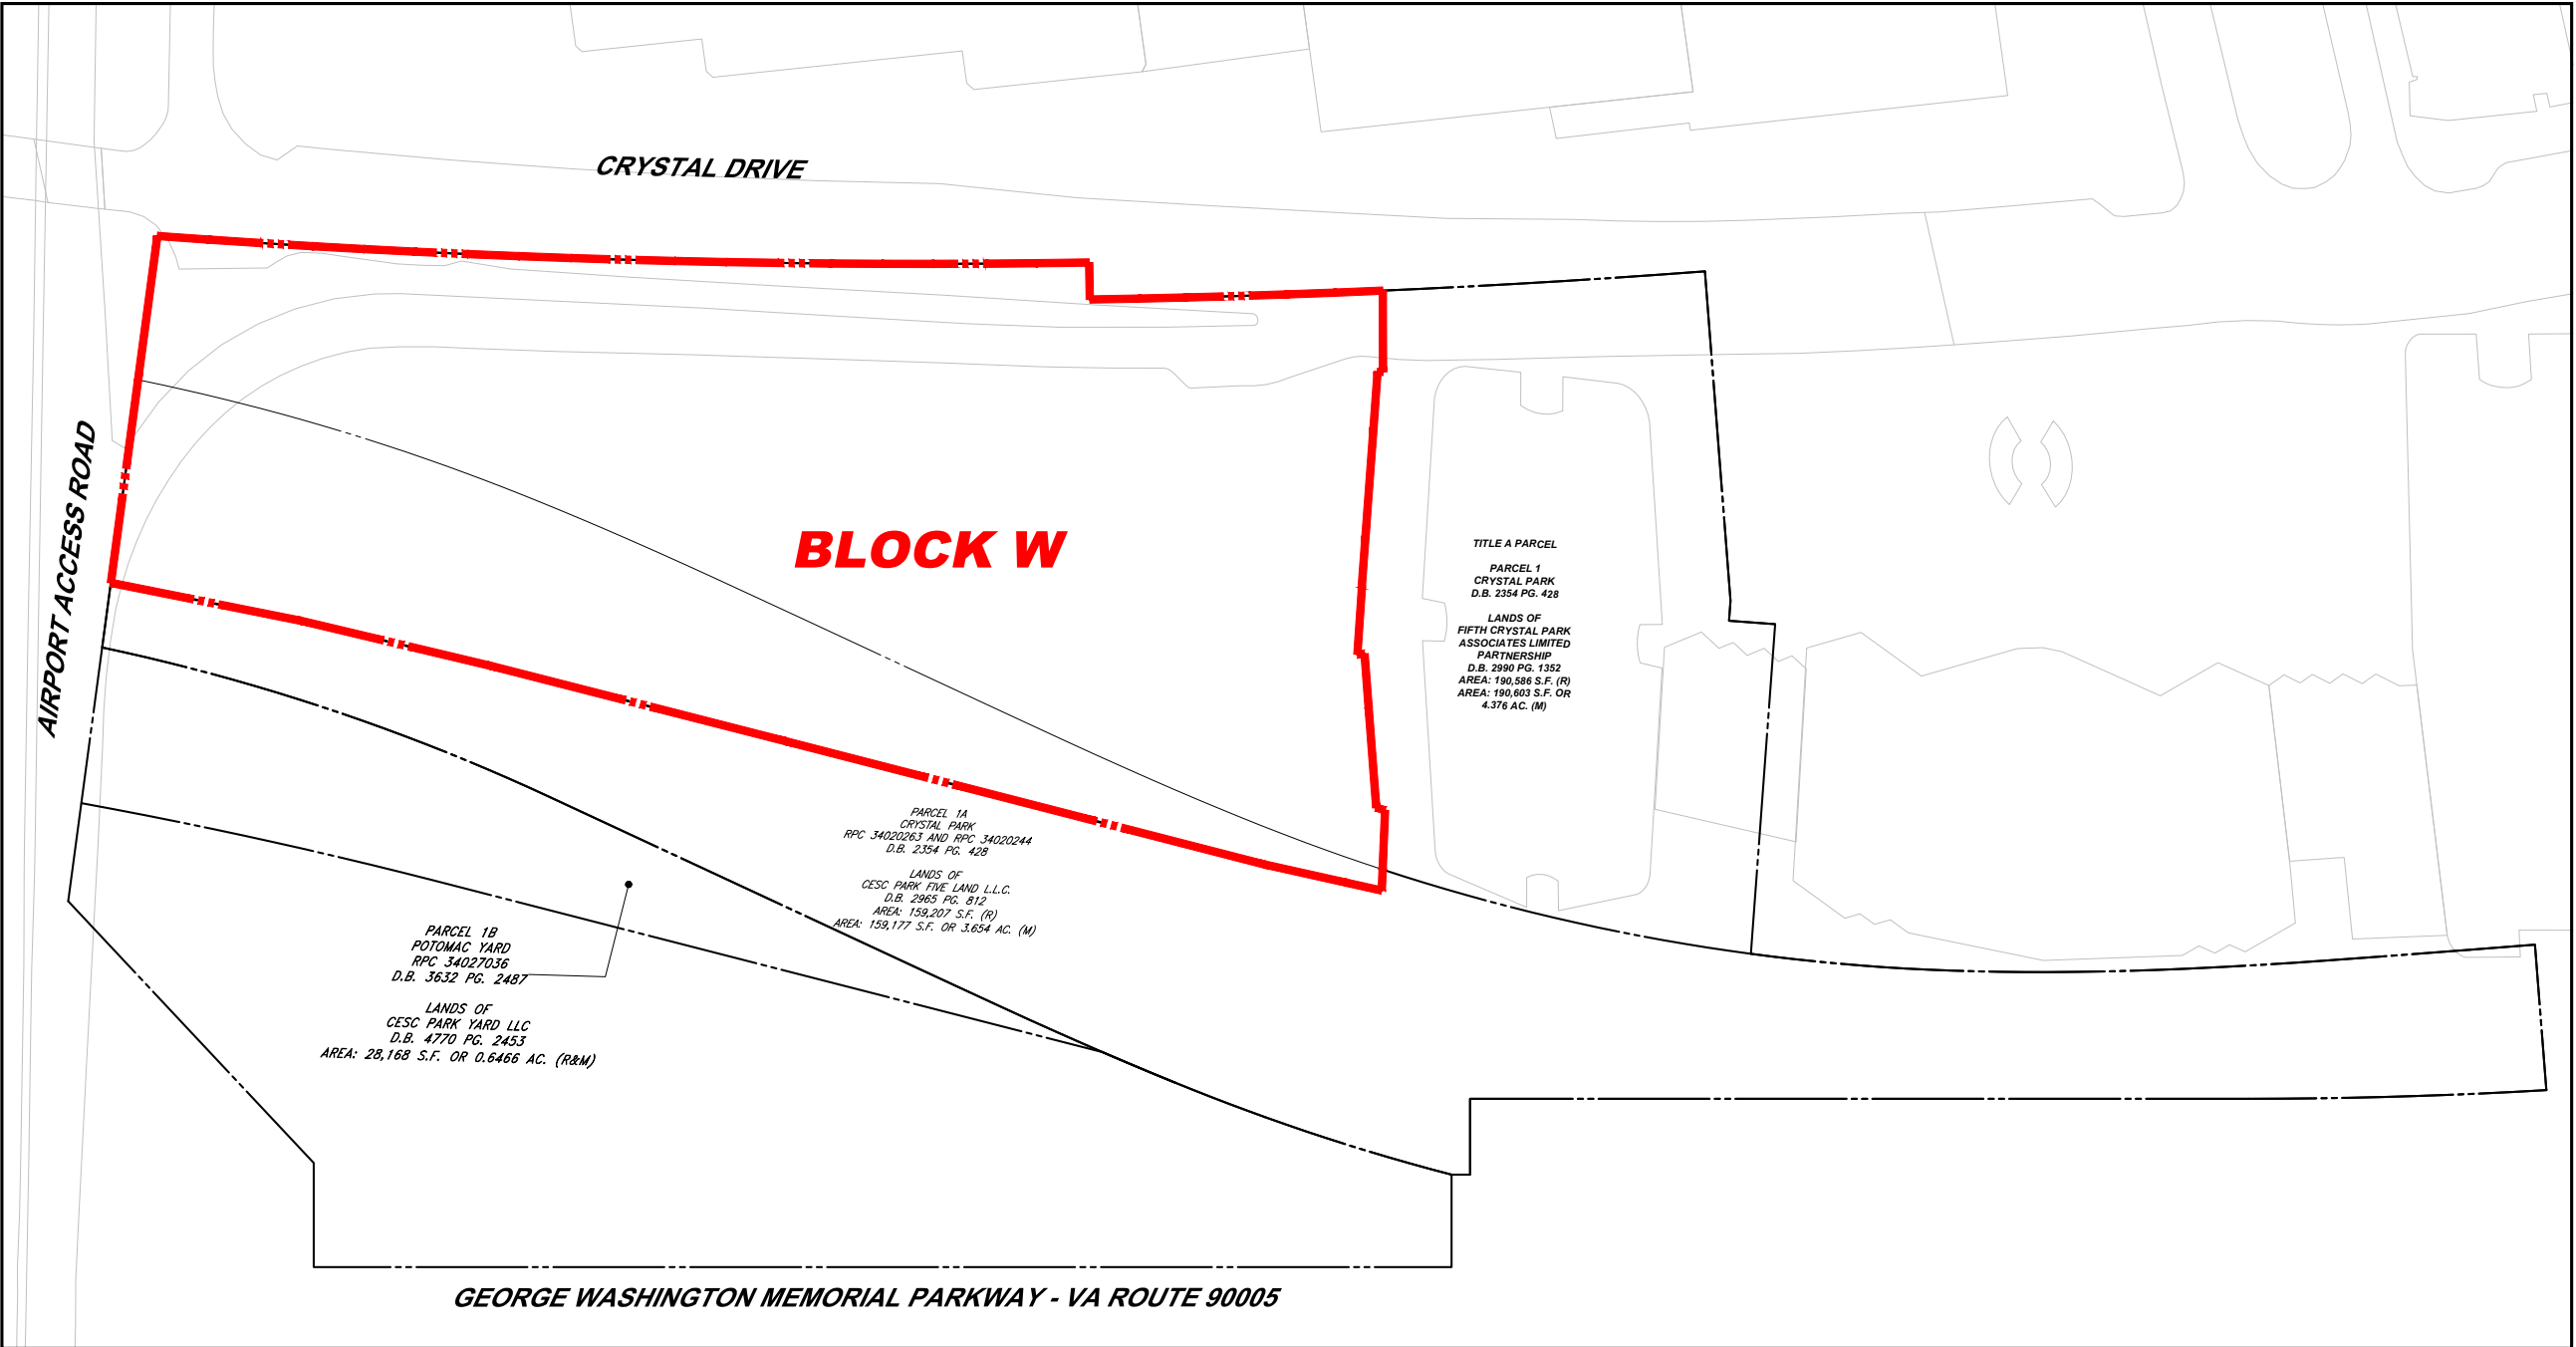 CRYSTAL DRIVE
AIRPORT ACCESS ROAD
BLOCK W
TITLE A PARCEL
PARCEL 1
CRYSTAL PARK
D.B. 2354 PG. 428
LANDS OF
FIFTH CRYSTAL PARK
ASSOCIATES LIMITED
PARTNERSHIP
D.B. 2990 PG. 1352
AREA: 190,586 S.F. (R)
AREA: 190,603 S.F. OR
4.376 AC. (M)
PARCEL 1A
CRYSTAL PARK
RPC 34020263 AND RPC 34020244
D.B. 2354 PG. 428
LANDS OF
CESC PARK FIVE LAND L.L.C.
D.B. 2965 PG. 812
AREA: 159,207 S.F. (R)
AREA: 159,177 S.F. OR 3.654 AC. (M)
PARCEL 1B
POTOMAC YARD
RPC 34027036
D.B. 3632 PG. 2487
LANDS OF
CESC PARK YARD LLC
D.B. 4770 PG. 2453
AREA: 28,168 S.F. OR 0.6466 AC. (R&M)
GEORGE WASHINGTON MEMORIAL PARKWAY - VA ROUTE 90005